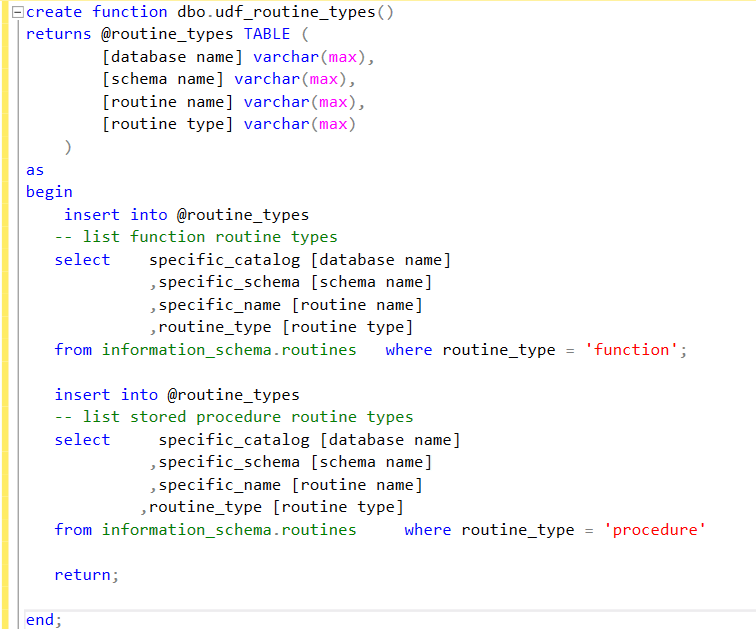 create function dbo.udf_routine_types()
returns @routine_types TABLE (
[database name] varchar(max),
[schema name] varchar(max),
[routine name] varchar(max),
[routine type] varchar(max)
)
as
begin
insert into @routine_types
-- list function routine types
select specific_catalog [database name]
,specific_schema [schema name]
,specific_name [routine name]
,routine_type [routine type]
from information_schema.routines where routine_type = 'function';
insert into @routine_types
-- list stored procedure routine types
select specific_catalog [database name]
,specific_schema [schema name]
,specific_name [routine name]
,routine_type [routine type]
from information_schema.routines where routine_type = 'procedure'
return;
end;